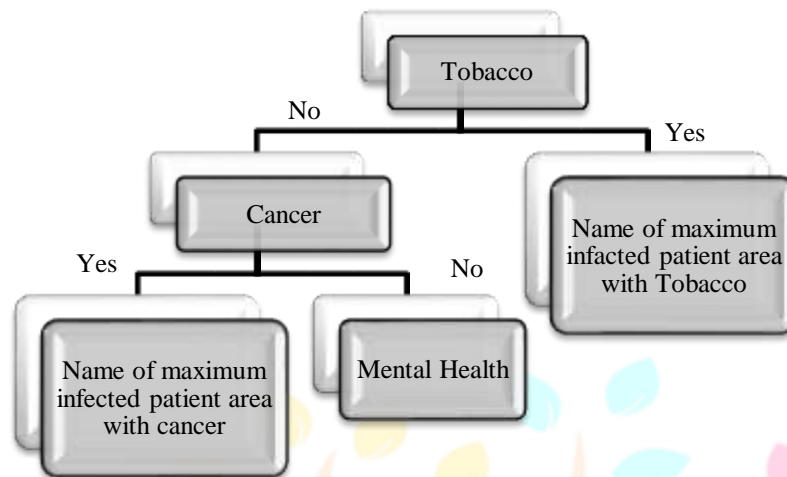 Tobacco
No
Yes
Cancer
Name of maximum
infacted patient area
with Tobacco
Yes
No
Name of maximum
infected patient area
with cancer
Mental Health